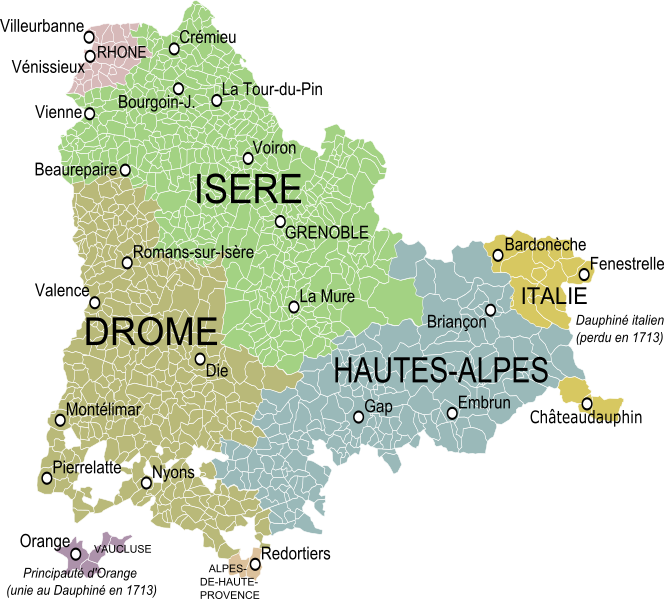 Villeurbanne
Crémieu
RHONE
Vénissieux
La Tour-du-Pin
Bourgoin-J.
Vienne
Voiron
Beaurepaire
ISERE
GRENOBLE
Bardonèche
Romans-sur-Isère
Fenestrelle
Valence
La Mure
ITALIE
Briançon
Dauphiné italien
(perdu en 1713)
DROME
Die
HAUTES-ALPES
Montélimar
Gap
Embrun
Châteaudauphin
Pierrelatte
Nyons
Orange
VAUCLUSE
Redortiers
Principauté d'Orange
(unie au Dauphiné en 1713)
ALPES-
DE-HAUTE-
PROVENCE